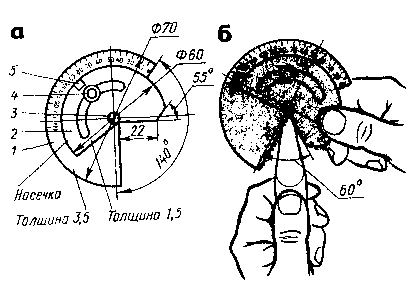 а
Ф70
Ф60
55°
5
4
3
2
1
22
140°
Насечка
Толщина 3,5
Толщина 1,5
б
(1)
60°